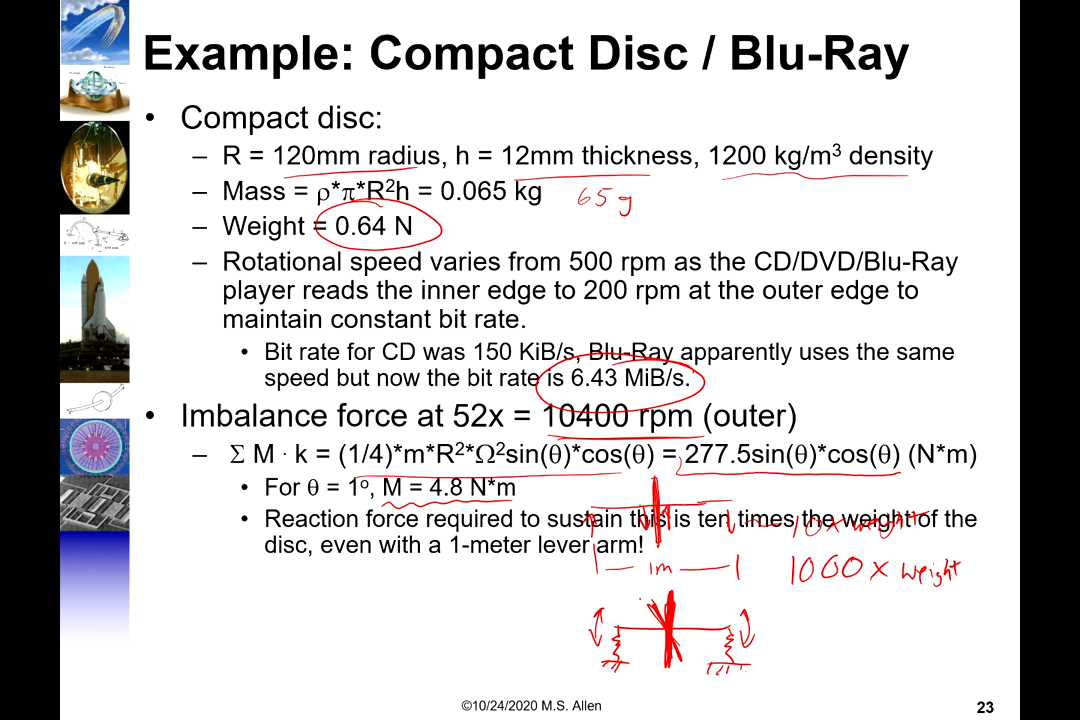 Example: Compact Disc / Blu-Ray
• Compact disc:
– R = 120mm radius, h = 12mm thickness, 1200 kg/m³ density
– Mass = ρ*π*R²h = 0.065 kg 65 g
– Weight = 0.64 N
– Rotational speed varies from 500 rpm as the CD/DVD/Blu-Ray
player reads the inner edge to 200 rpm at the outer edge to
maintain constant bit rate.
• Bit rate for CD was 150 KiB/s, Blu-Ray apparently uses the same
speed but now the bit rate is 6.43 MiB/s.
• Imbalance force at 52x = 10400 rpm (outer)
– Σ M · k = (1/4)*m*R²*Ω²sin(θ)*cos(θ) = 277.5sin(θ)*cos(θ) (N*m)
• For θ = 1º, M = 4.8 N*m
• Reaction force required to sustain this is ten times the weight of the
10x weight
disc, even with a 1-meter lever arm!
1m 1000 x weight
©10/24/2020 M.S. Allen
23